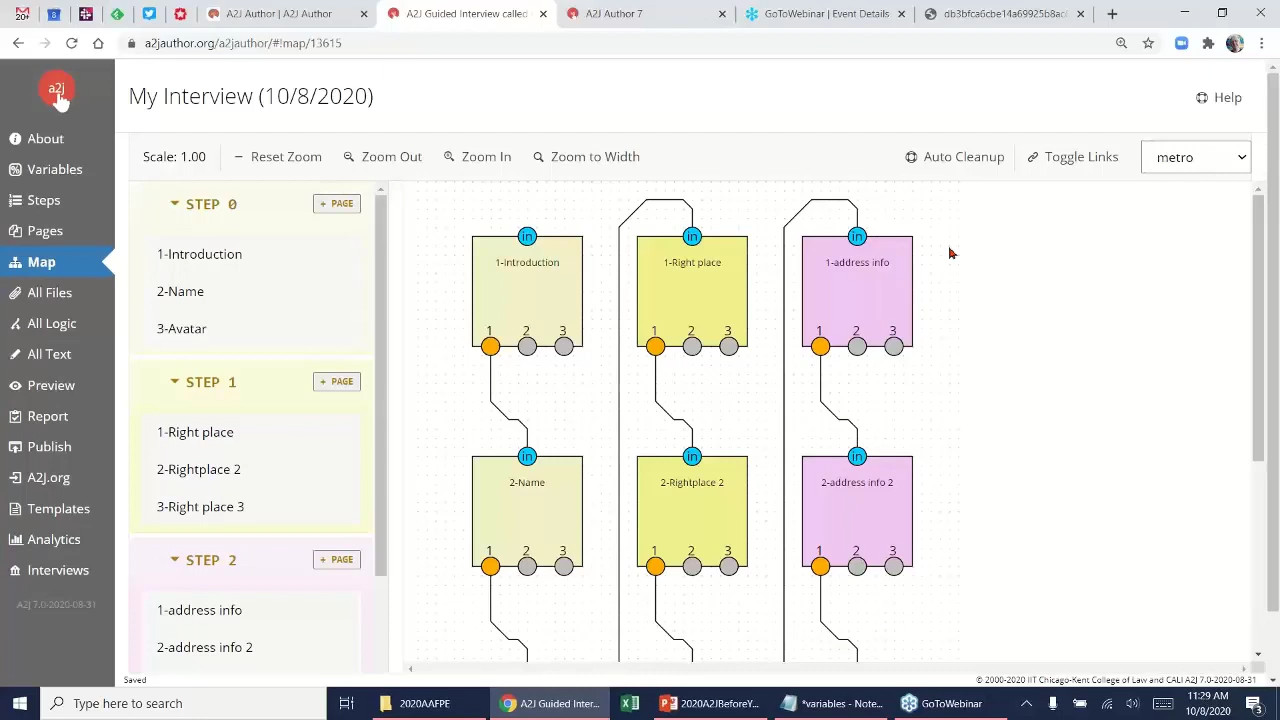 A2J Author | A2J Author
A2J Guided Interview called
A2J Author 7
GoToWebinar | Event Details
a2jauthor.org/a2jauthor/#!map/13615
a2j
About
Variables
Steps
Pages
Map
All Files
All Logic
All Text
Preview
Report
Publish
A2J.org
Templates
Analytics
Interviews
A2J 7.0-2020-08-31
My Interview (10/8/2020)
Help
Scale: 1.00
Reset Zoom
Zoom Out
Zoom In
Zoom to Width
Auto Cleanup
Toggle Links
metro
STEP 0
+ PAGE
1-Introduction
2-Name
3-Avatar
STEP 1
+ PAGE
1-Right place
2-Rightplace 2
3-Right place 3
STEP 2
+ PAGE
1-address info
2-address info 2
in in in
1-Introduction 1-Right place 1-address info
1 2 3 1 2 3 1 2 3
in in in
2-Name 2-Rightplace 2 2-address info 2
1 2 3 1 2 3 1 2 3
Saved
© 2000-2020 IIT Chicago-Kent College of Law and CALI A2J7.0-2020-08-31
Type here to search
2020AAFPE
A2J Guided Inter...
2020A2JBeforeY...
*variables - Note...
GoToWebinar
11:29 AM
10/8/2020
3